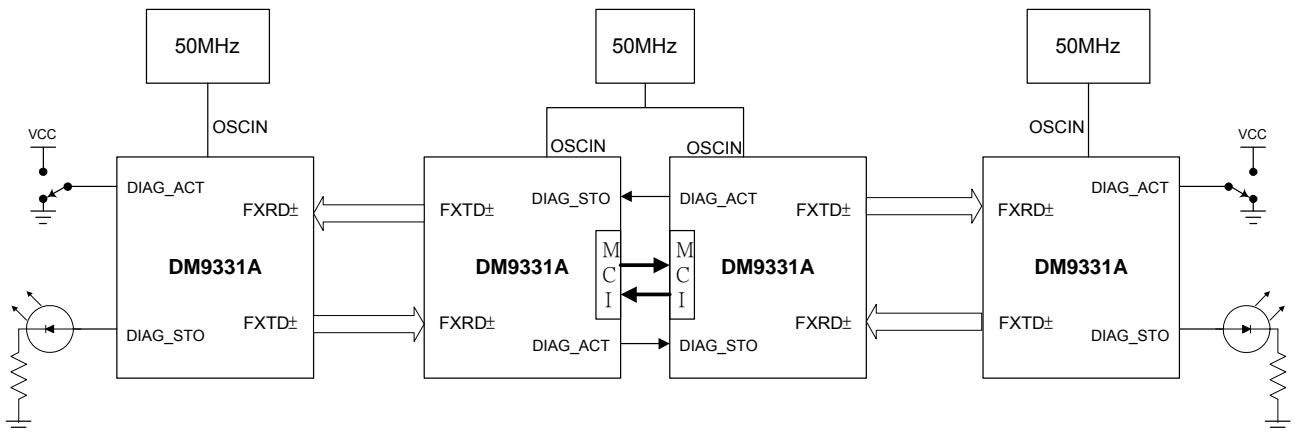 50MHz
50MHz
50MHz
OSCIN
OSCIN
OSCIN
OSCIN
VCC
VCC
DIAG_ACT
FXRD±
DM9331A
FXTD±
DIAG_STO
FXTD±
DIAG_STO
DM9331A
M
C
I
FXRD±
DIAG_ACT
DIAG_ACT
FXTD±
M
C
I
DM9331A
FXRD±
DIAG_STO
DIAG_ACT
FXRD±
DM9331A
FXTD±
DIAG_STO